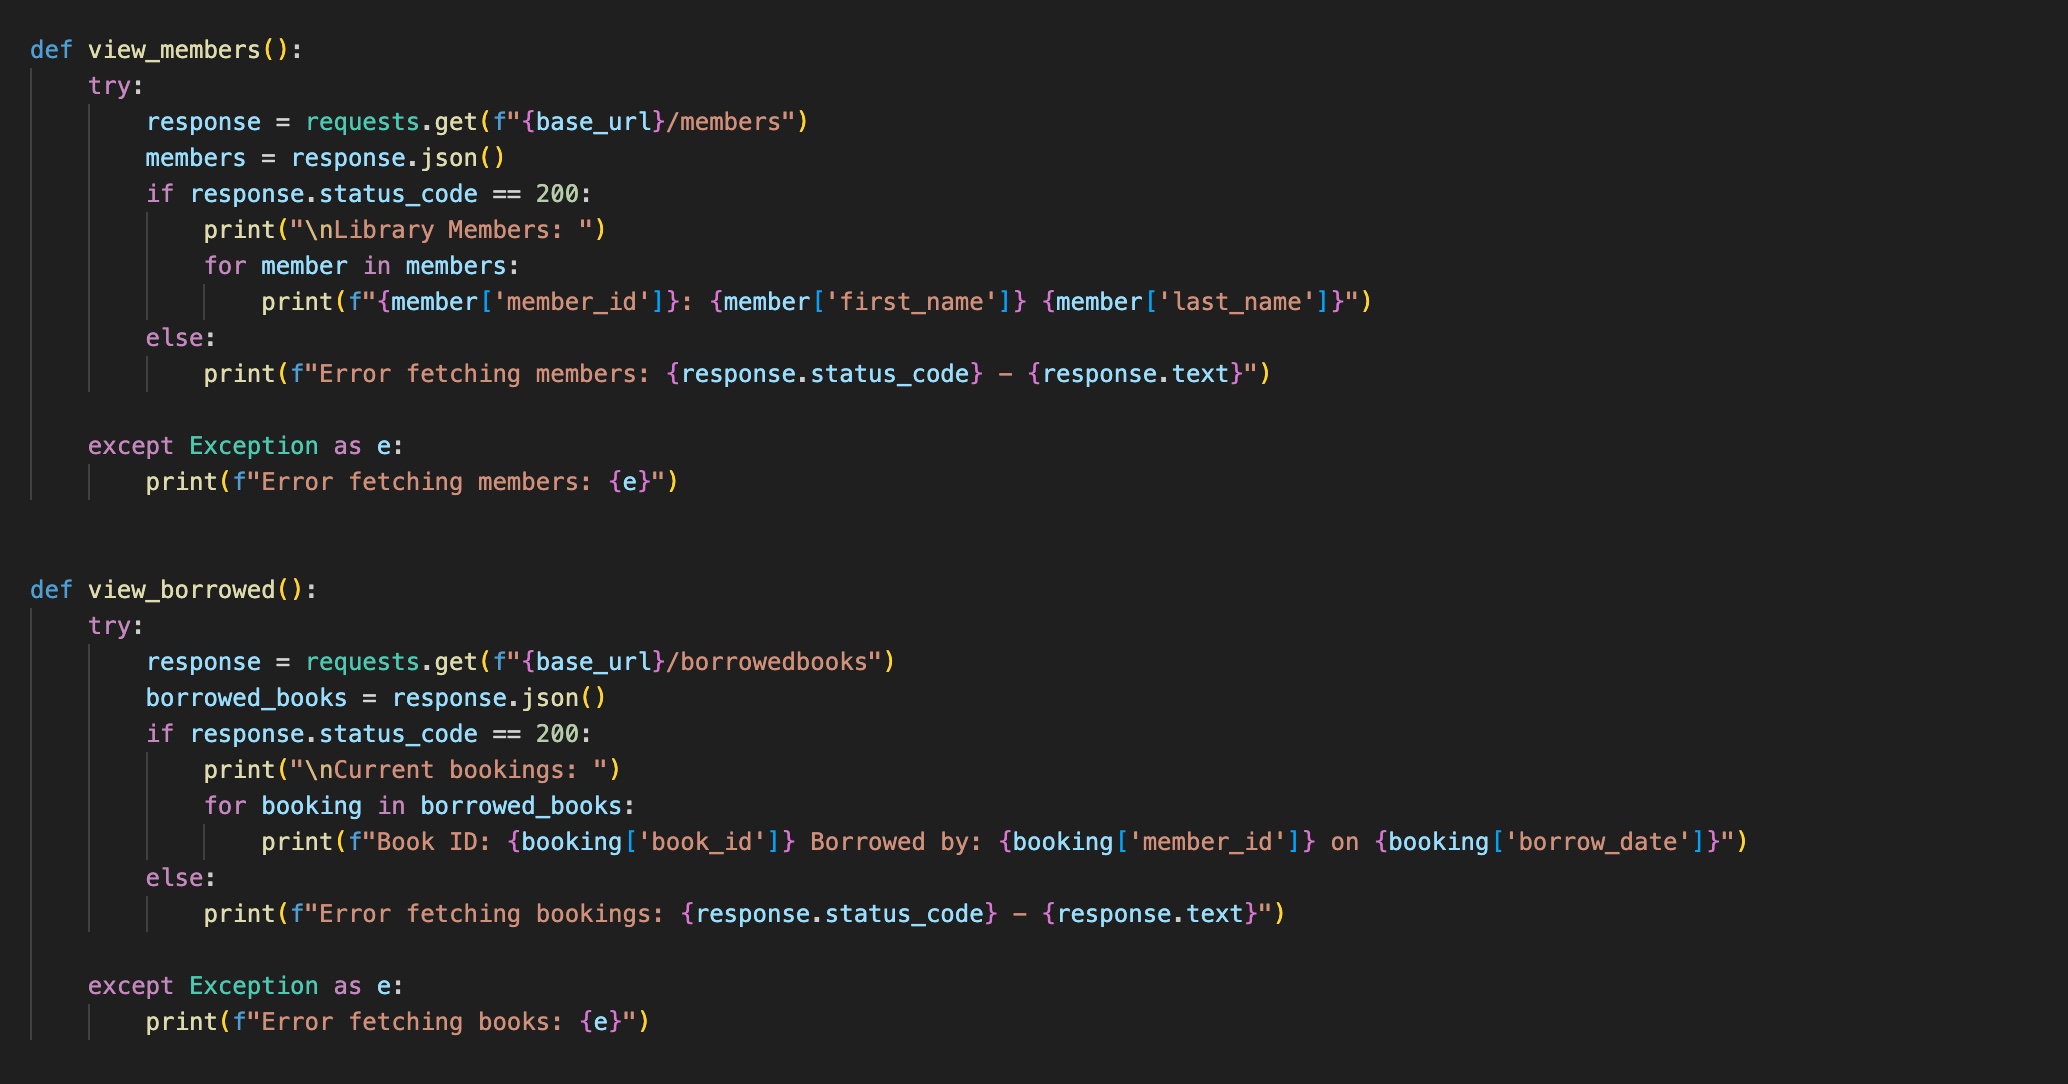 def view_members():
    try:
        response = requests.get(f"{base_url}/members")
        members = response.json()
        if response.status_code == 200:
            print("\nLibrary Members: ")
            for member in members:
                print(f"{member['member_id']}: {member['first_name']} {member['last_name']}")
        else:
            print(f"Error fetching members: {response.status_code} - {response.text}")

    except Exception as e:
        print(f"Error fetching members: {e}")


def view_borrowed():
    try:
        response = requests.get(f"{base_url}/borrowedbooks")
        borrowed_books = response.json()
        if response.status_code == 200:
            print("\nCurrent bookings: ")
            for booking in borrowed_books:
                print(f"Book ID: {booking['book_id']} Borrowed by: {booking['member_id']} on {booking['borrow_date']}")
        else:
            print(f"Error fetching bookings: {response.status_code} - {response.text}")

    except Exception as e:
        print(f"Error fetching books: {e}")